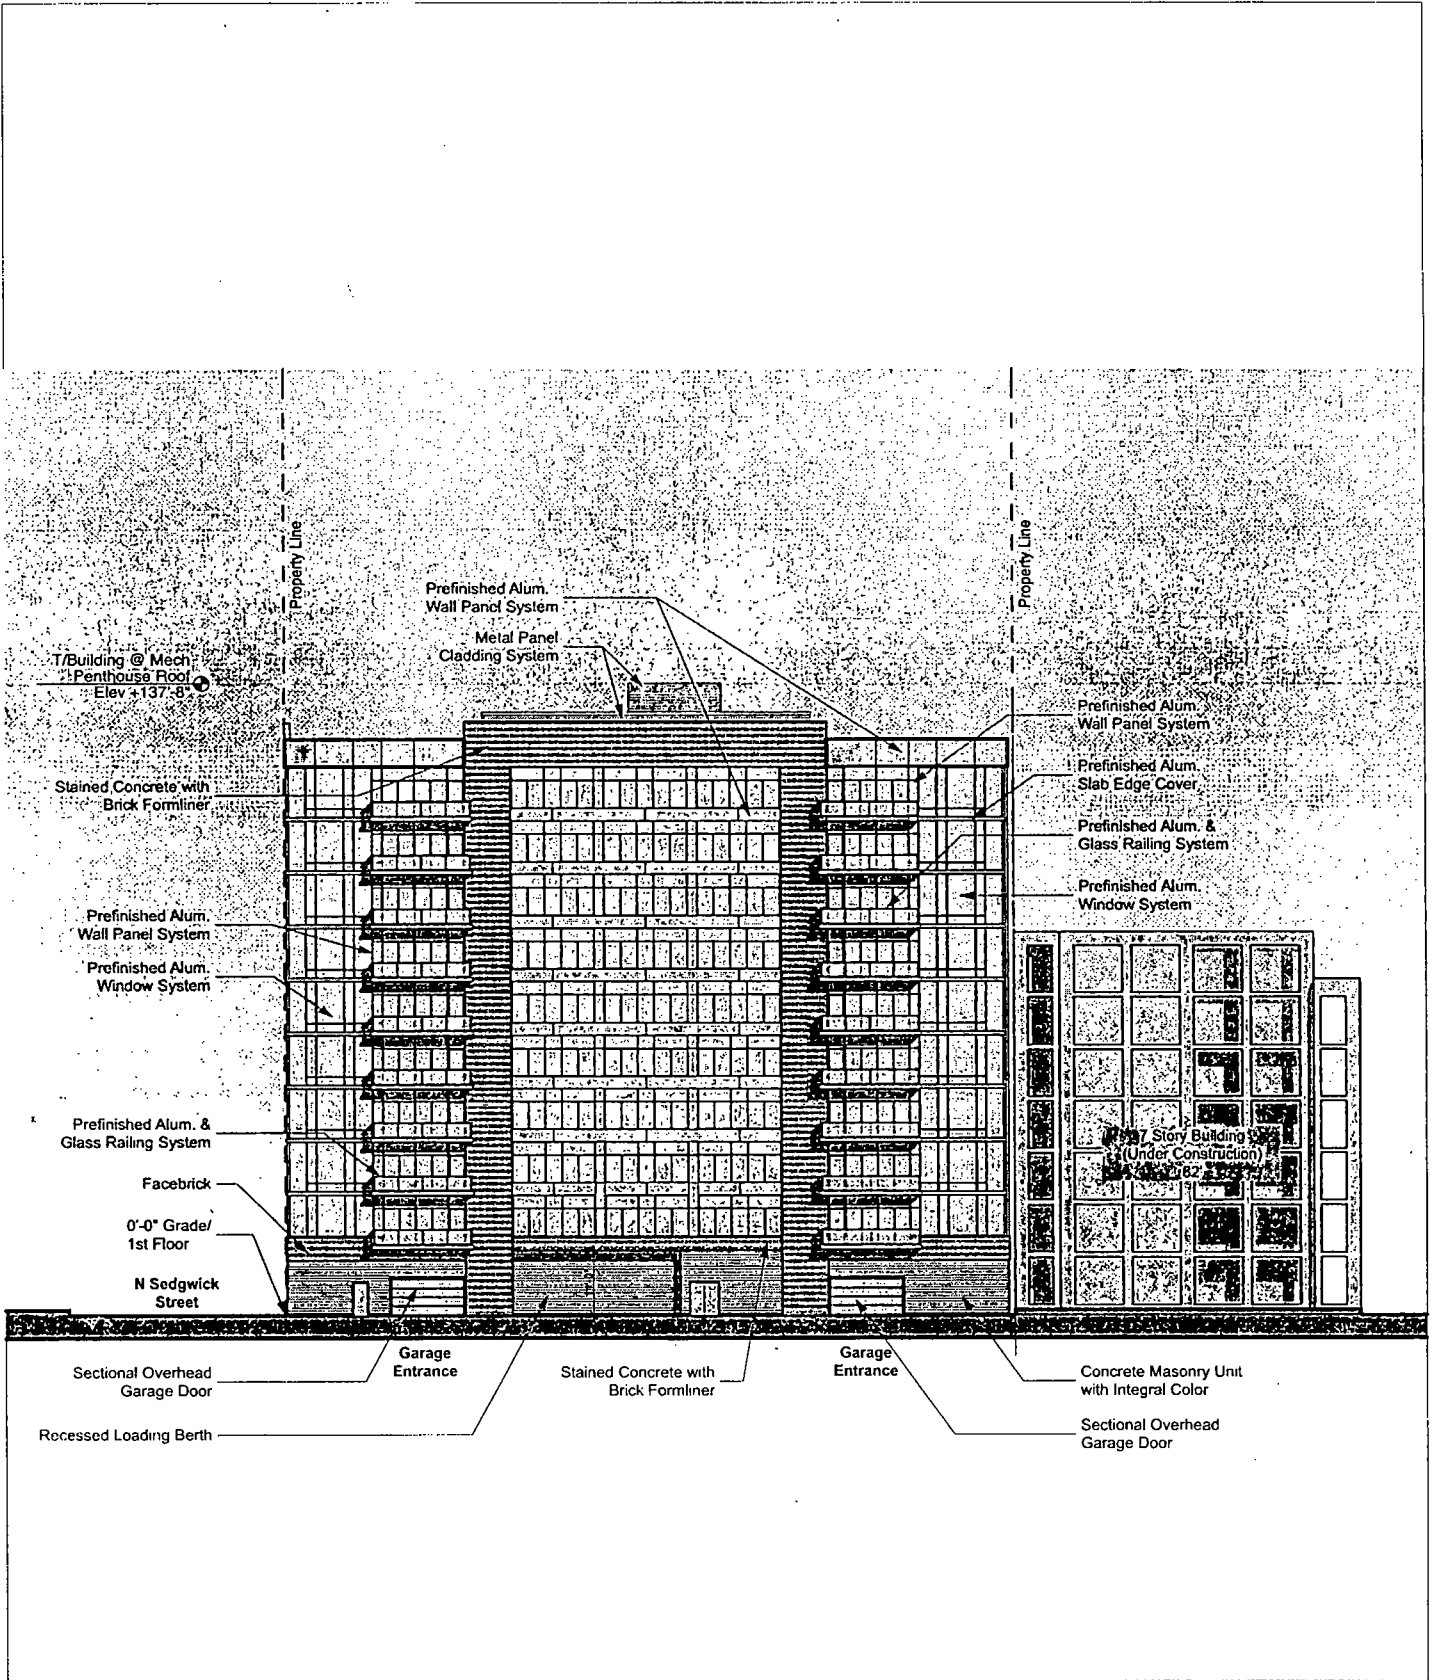 Property Line
Property Line
Prefinished Alum.
Wall Panel System
Metal Panel
Cladding System
T/Building @ Mech
Penthouse Roof
Elev +137'-8"
Prefinished Alum.
Wall Panel System
Prefinished Alum.
Slab Edge Cover
Stained Concrete with
Brick Formliner
Prefinished Alum. &
Glass Railing System
Prefinished Alum.
Window System
Prefinished Alum.
Wall Panel System
Prefinished Alum.
Window System
Prefinished Alum. &
Glass Railing System
7 Story Building
(Under Construction)
Facebrick
0'-0" Grade/
1st Floor
N Sedgwick
Street
Garage
Entrance
Garage
Entrance
Sectional Overhead
Garage Door
Stained Concrete with
Brick Formliner
Concrete Masonry Unit
with Integral Color
Recessed Loading Berth
Sectional Overhead
Garage Door